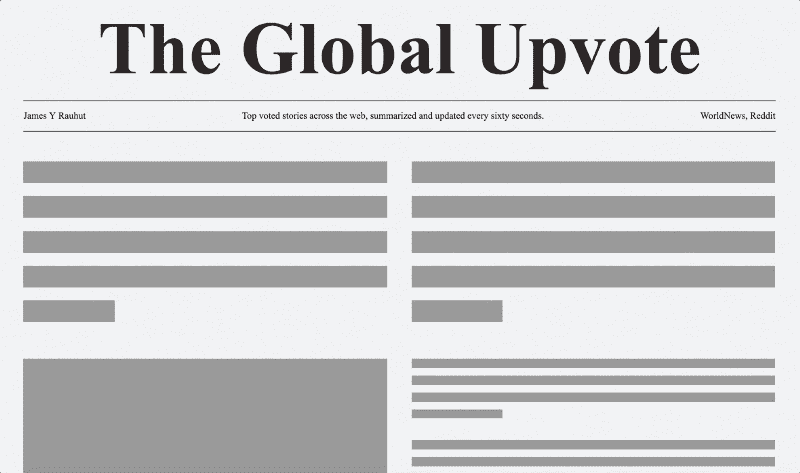 The Global Upvote
James Y Rauhut
Top voted stories across the web, summarized and updated every sixty seconds.
WorldNews, Reddit